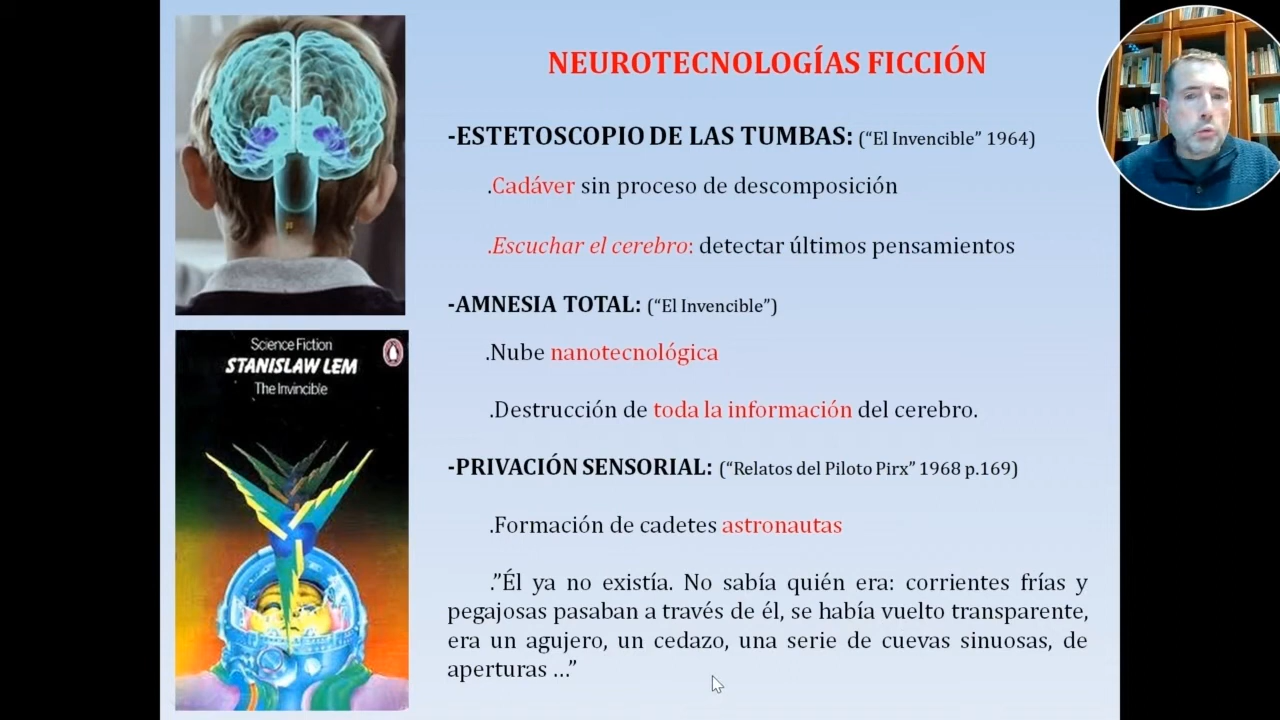 NEUROTECNOLOGÍAS FICCIÓN
-ESTETOSCOPIO DE LAS TUMBAS: (“El Invencible” 1964)
.Cadáver sin proceso de descomposición
.Escuchar el cerebro: detectar últimos pensamientos
-AMNESIA TOTAL: (“El Invencible”)
.Nube nanotecnológica
.Destrucción de toda la información del cerebro.
-PRIVACIÓN SENSORIAL: (“Relatos del Piloto Pirx” 1968 p.169)
.Formación de cadetes astronautas
.”Él ya no existía. No sabía quién era: corrientes frías y
pegajosas pasaban a través de él, se había vuelto transparente,
era un agujero, un cedazo, una serie de cuevas sinuosas, de
aperturas ...”
Science Fiction
STANISLAW LEM
The Invincible